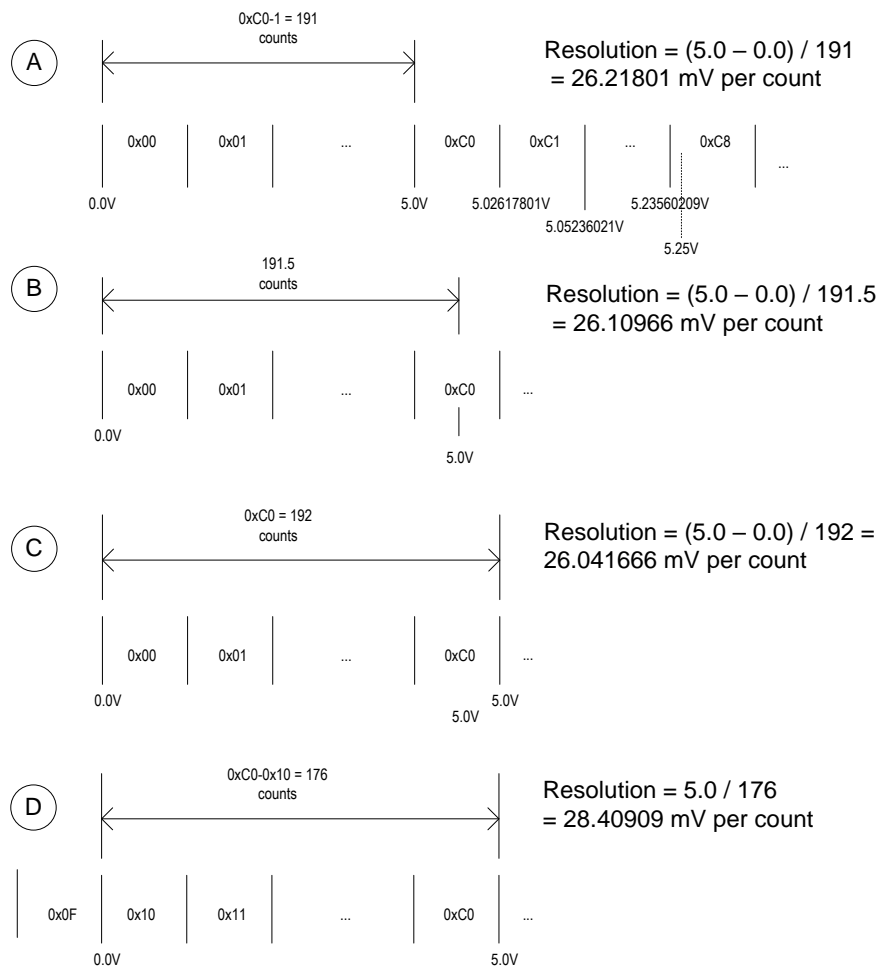 0xC0-1 = 191
counts
A
Resolution = (5.0 – 0.0) / 191
= 26.21801 mV per count
0x00 0x01 ... 0xC0 0xC1 ... 0xC8 ...
0.0V 5.0V 5.02617801V 5.23560209V
5.05236021V
5.25V
191.5
counts
B
Resolution = (5.0 – 0.0) / 191.5
= 26.10966 mV per count
0x00 0x01 ... 0xC0 ...
0.0V
5.0V
0xC0 = 192
counts
C
Resolution = (5.0 – 0.0) / 192 =
26.041666 mV per count
0x00 0x01 ... 0xC0 ...
0.0V 5.0V
5.0V
0xC0-0x10 = 176
counts
D
Resolution = 5.0 / 176
= 28.40909 mV per count
0x0F 0x10 0x11 ... 0xC0 ...
0.0V 5.0V